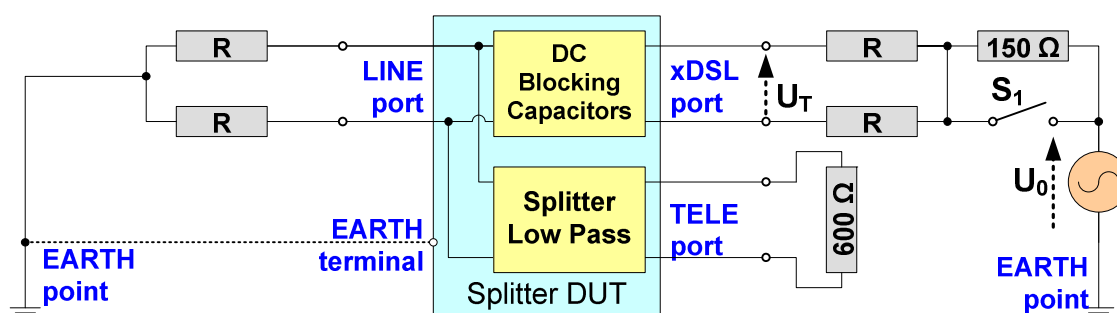 R
R
LINE
port
DC
Blocking
Capacitors
xDSL
port
U_T
R
R
150 Ω
S_1
U_0
Splitter
Low Pass
TELE
port
600 Ω
EARTH
terminal
EARTH
point
Splitter DUT
EARTH
point